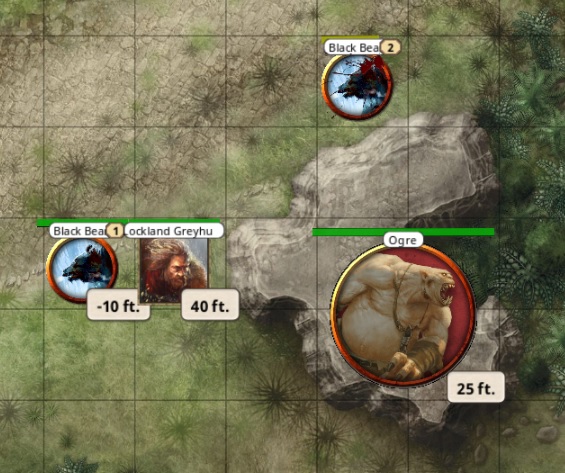 Black Bea 2
Black Bea 1 ockland Greyhu
Ogre
-10 ft. 40 ft.
25 ft.